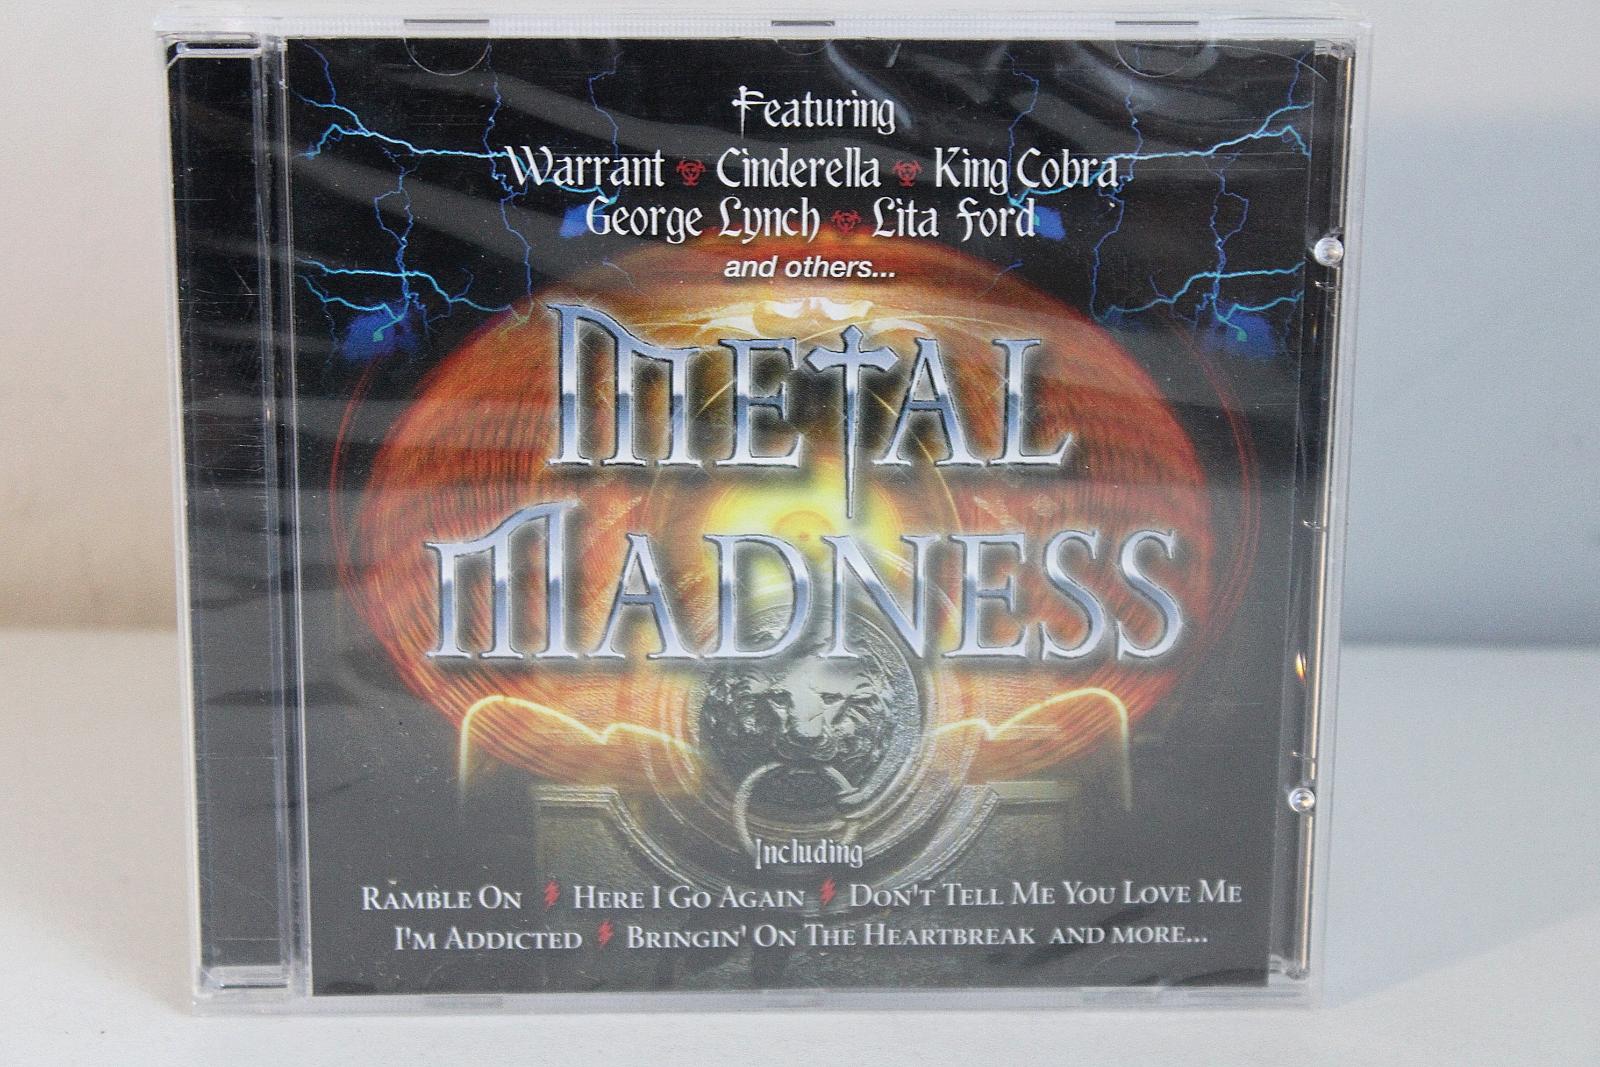 Featuring
Warrant Cinderella King Cobra
George Lynch Lita Ford
and others...
METAL
MADNESS
Including
RAMBLE ON HERE I GO AGAIN DON'T TELL ME YOU LOVE ME
I'M ADDICTED BRINGIN' ON THE HEARTBREAK AND MORE...